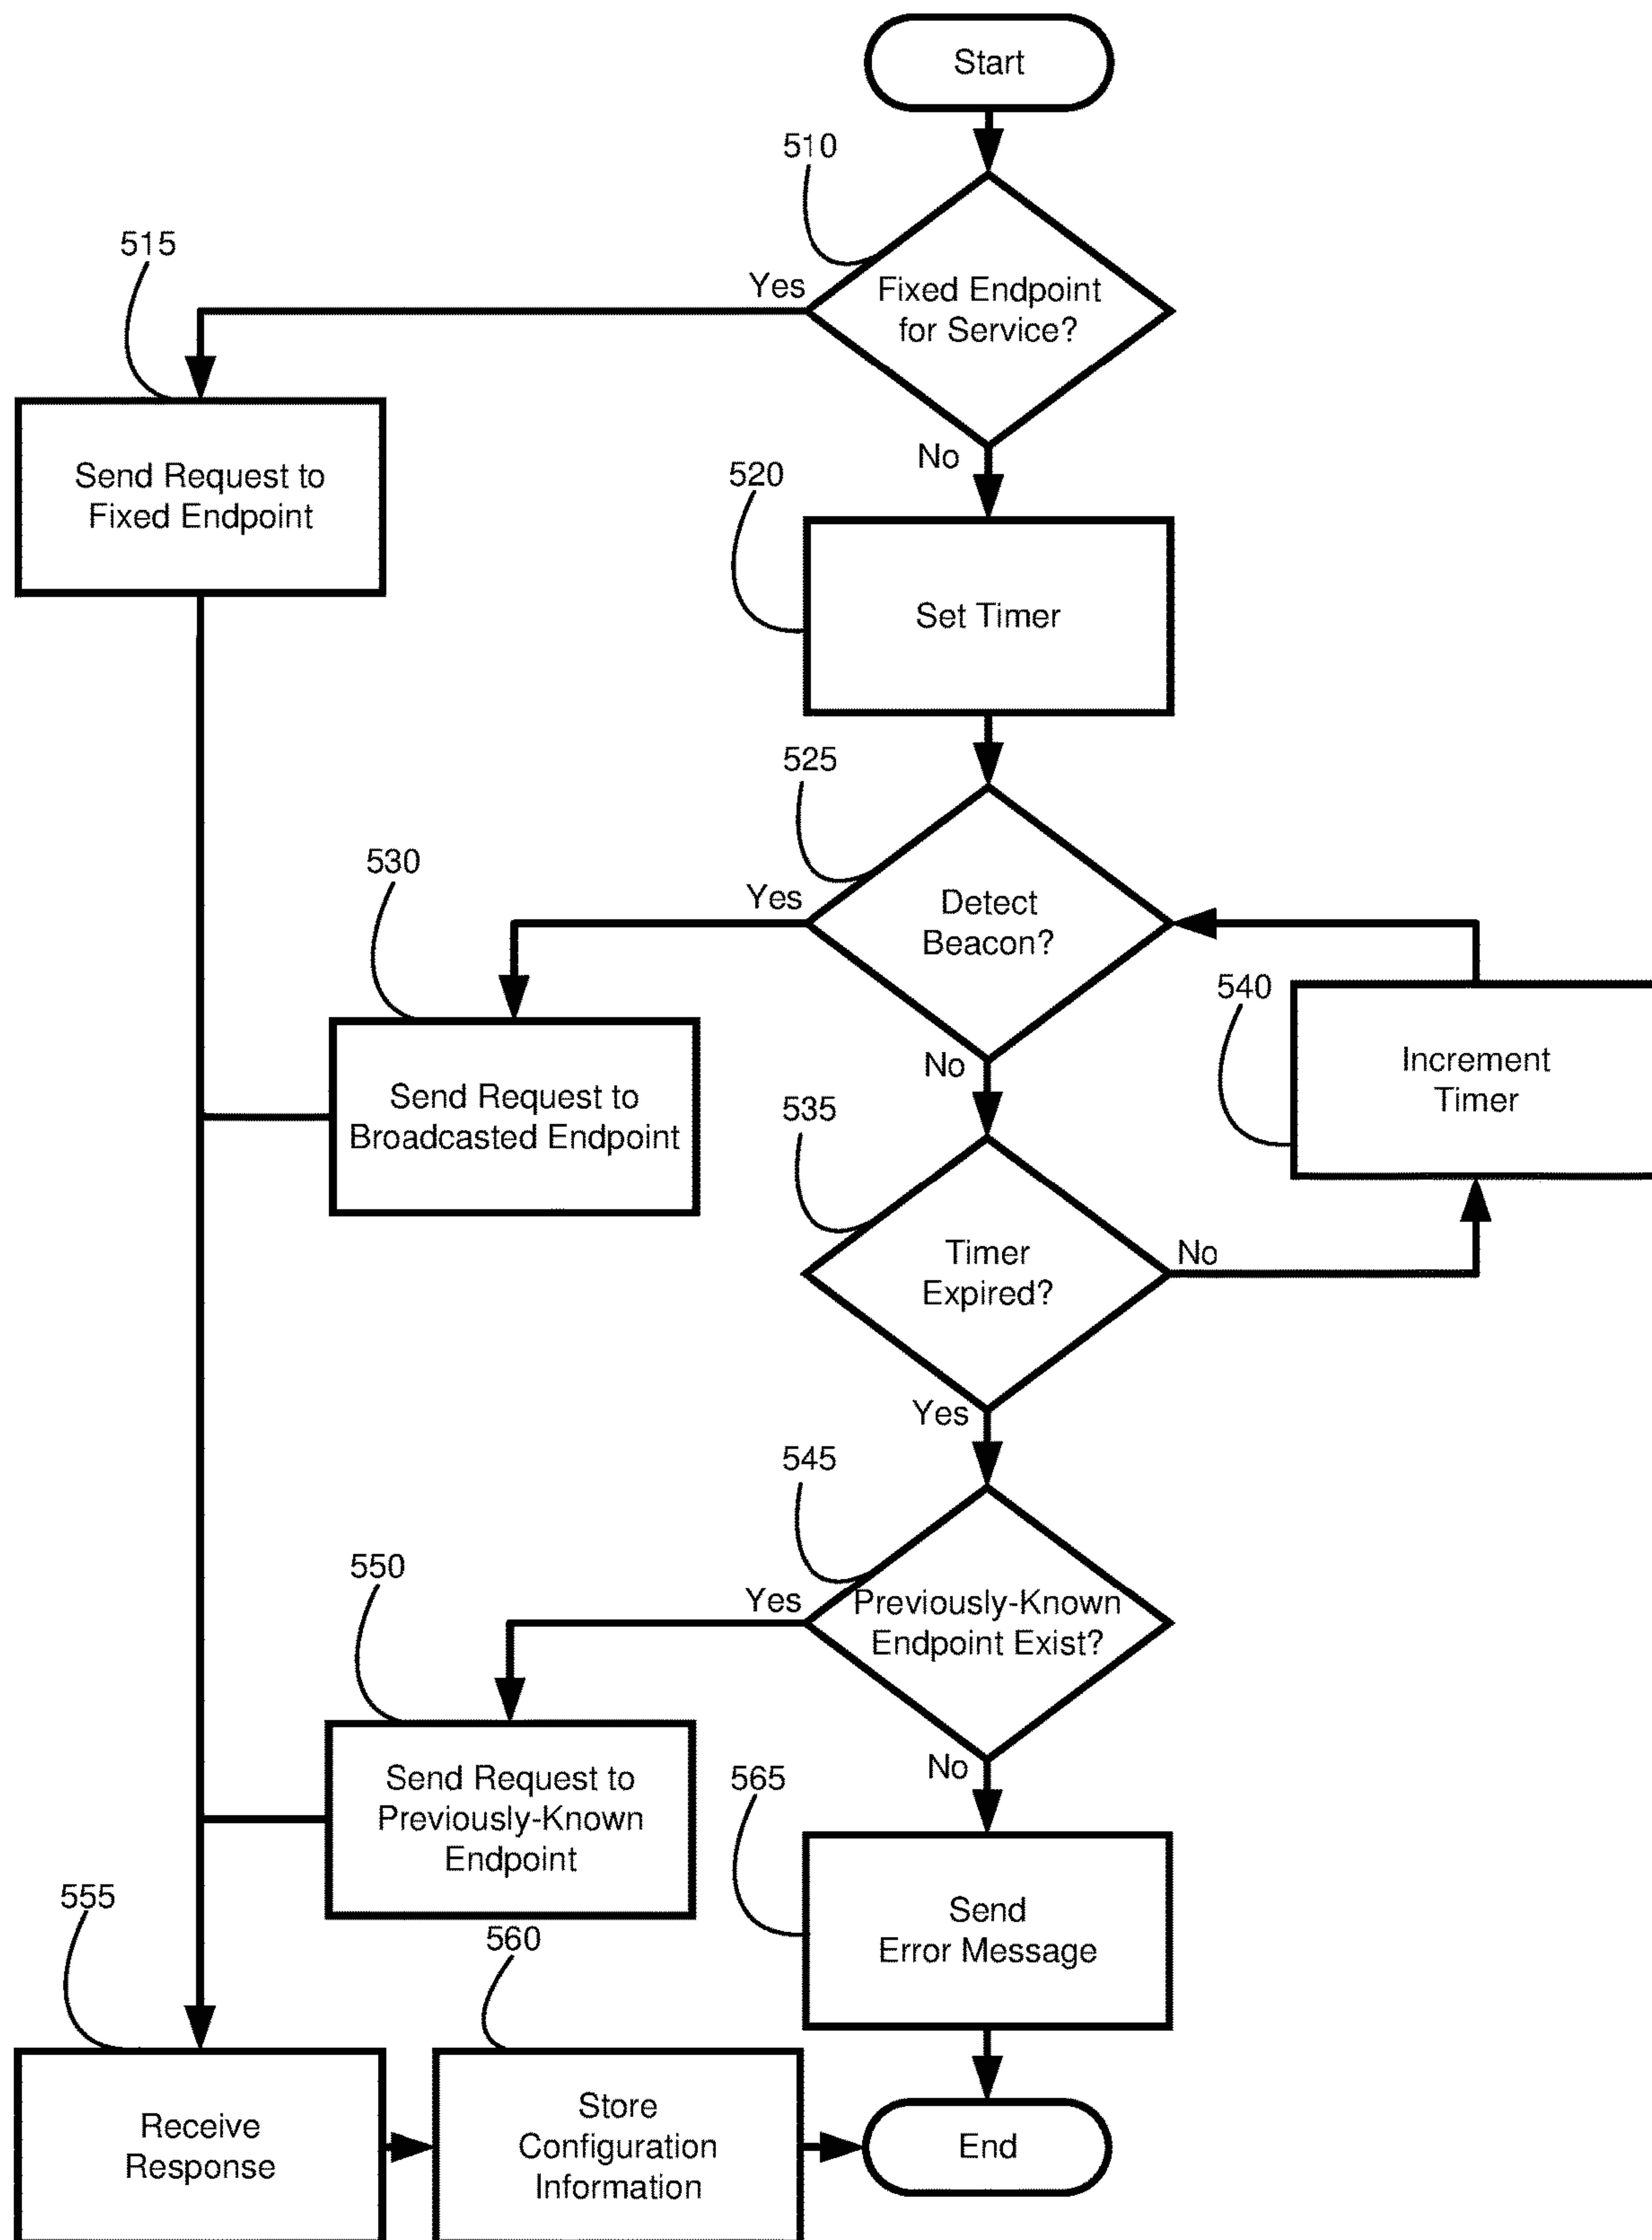 Start
510
515
Yes
Fixed Endpoint
for Service?
No
Send Request to
Fixed Endpoint
520
Set Timer
525
530
Yes
Detect
Beacon?
540
No
Increment
Timer
Send Request to
Broadcasted Endpoint
535
No
Timer
Expired?
Yes
545
550
Yes
Previously-Known
Endpoint Exist?
No
565
Send Request to
Previously-Known
Endpoint
555
Send
Error Message
560
Receive
Response
Store
Configuration
Information
End